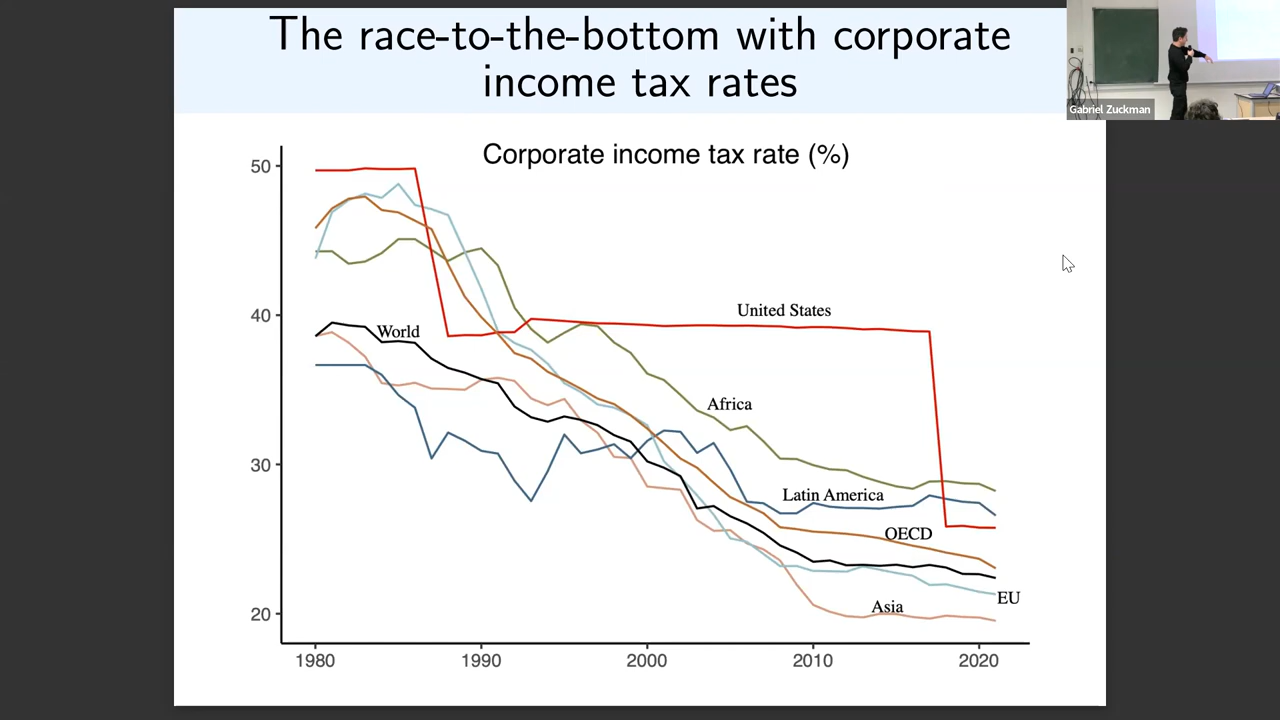 The race-to-the-bottom with corporate
income tax rates
Gabriel Zuckman
Corporate income tax rate (%)
50
40
30
20
United States
World
Africa
Latin America
OECD
EU
Asia
1980
1990
2000
2010
2020